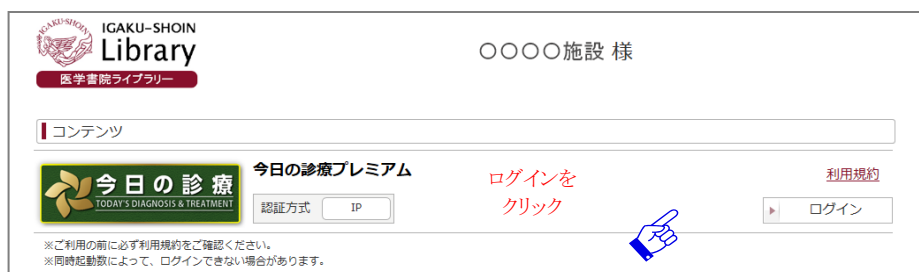 IGAKU-SHOIN
Library
医学書院ライブラリー
〇〇〇〇施設 様
コンテンツ
今日の診療
TODAY'S DIAGNOSIS & TREATMENT
今日の診療プレミアム
認証方式 IP
ログインを
クリック
利用規約
ログイン
※ご利用の前に必ず利用規約をご確認ください。
※同時起動数によって、ログインできない場合があります。